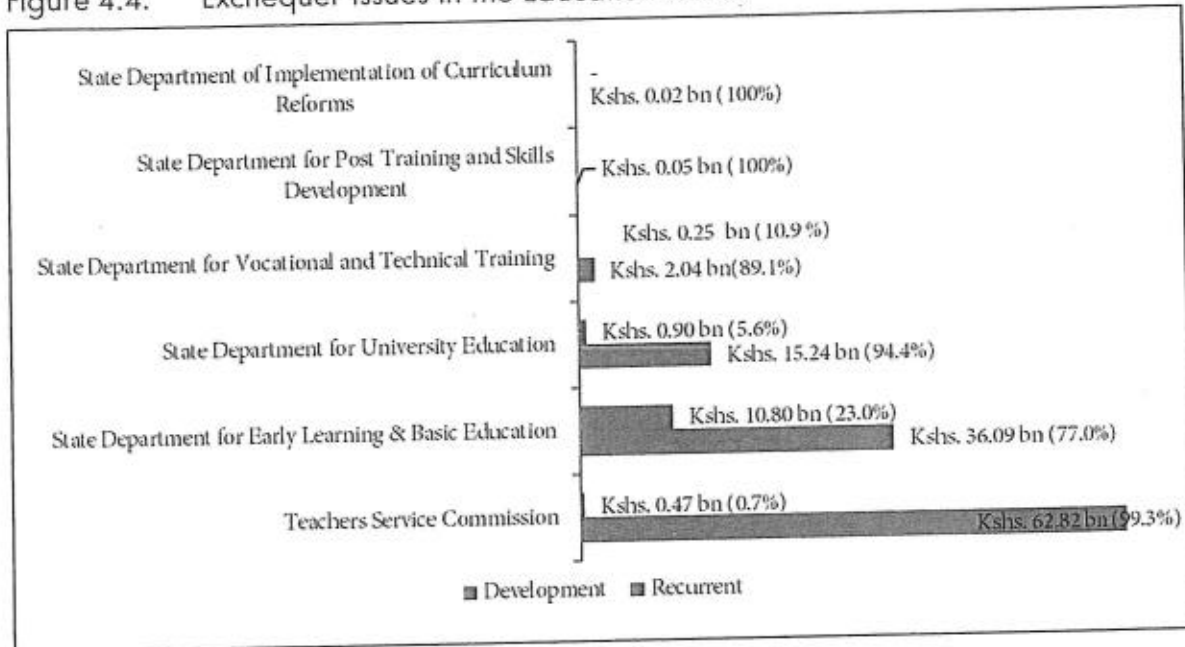 Figure 4.4: Exchequer Issues in the
State Department of Implementation of Curriculum
Reforms
-
Kshs. 0.02 bn ( 100%)
State Department for Post Training and Skills
Development
Kshs. 0.05 bn ( 100%)
State Department for Vocational and Technical Training
Kshs. 0.25 bn ( 10.9 %)
Kshs. 2.04 bn(89.1%)
State Department for University Education
Kshs. 0.90 bn (5.6%)
Kshs. 15.24 bn (94.4%)
State Department for Early Learning & Basic Education
Kshs. 10.80 bn (23.0%)
Kshs. 36.09 bn (77.0%)
Teachers Service Commission
Kshs. 0.47 bn (0.7%)
Kshs. 62.82 bn (99.3%)
Development Recurrent